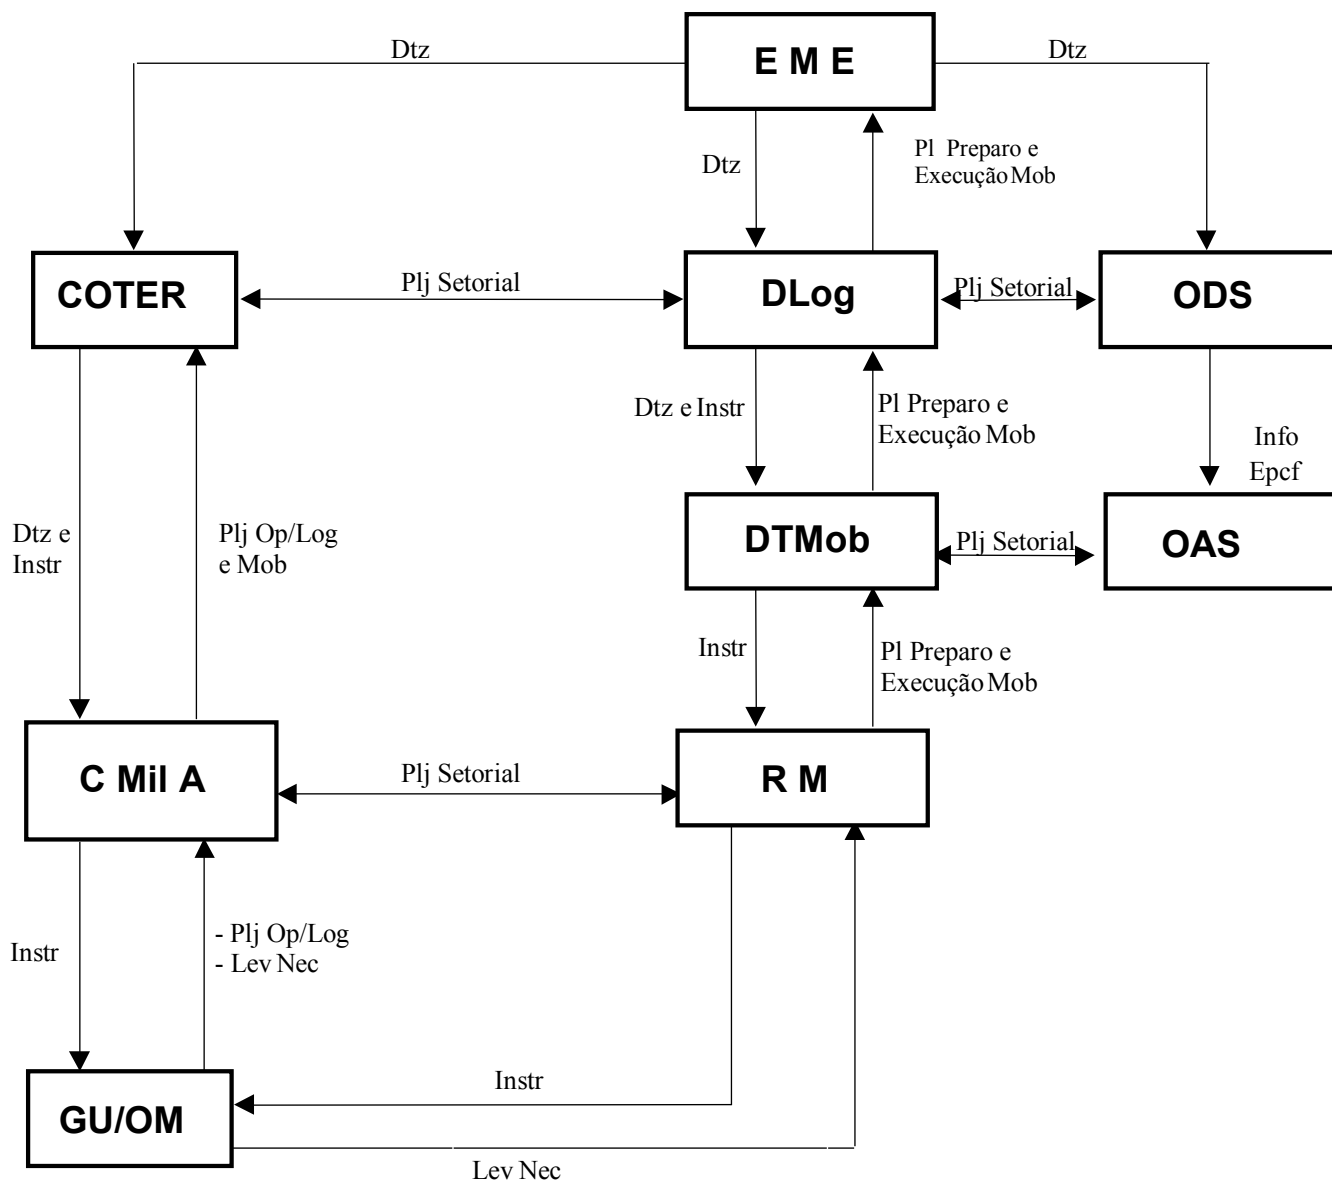 Dtz
E M E
Dtz
Dtz
Pl Preparo e
Execução Mob
COTER
Plj Setorial
DLog
Plj Setorial
ODS
Dtz e Instr
Pl Preparo e
Execução Mob
Info
Epcf
Dtz e
Instr
Plj Op/Log
e Mob
DTMob
Plj Setorial
OAS
Instr
Pl Preparo e
Execução Mob
C Mil A
Plj Setorial
R M
Instr
- Plj Op/Log
- Lev Nec
Instr
GU/OM
Lev Nec